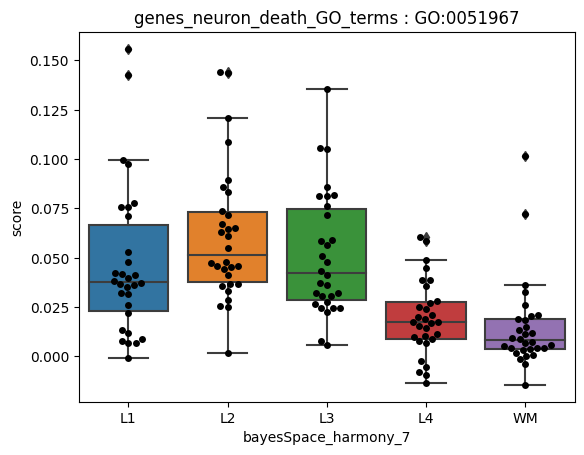 genes_neuron_death_GO_terms : GO:0051967
score
0.150
0.125
0.100
0.075
0.050
0.025
0.000
L1 L2 L3 L4 WM
bayesSpace_harmony_7